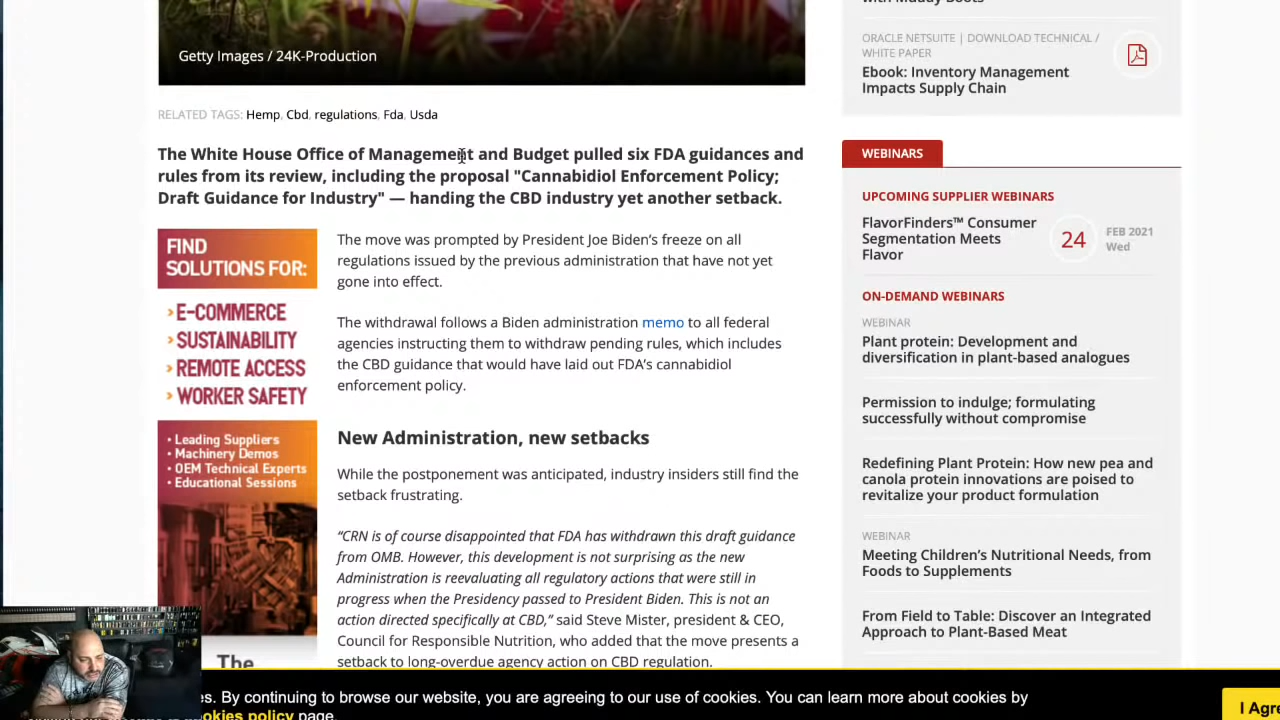 with Muddy Boots
ORACLE NETSUITE | DOWNLOAD TECHNICAL /
WHITE PAPER
Ebook: Inventory Management
Impacts Supply Chain
Getty Images / 24K-Production
RELATED TAGS: Hemp, Cbd, regulations, Fda, Usda
The White House Office of Management and Budget pulled six FDA guidances and
rules from its review, including the proposal "Cannabidiol Enforcement Policy;
Draft Guidance for Industry" — handing the CBD industry yet another setback.
FIND
SOLUTIONS FOR:
› E-COMMERCE
› SUSTAINABILITY
› REMOTE ACCESS
› WORKER SAFETY
• Leading Suppliers
• Machinery Demos
• OEM Technical Experts
• Educational Sessions
The
The move was prompted by President Joe Biden’s freeze on all
regulations issued by the previous administration that have not yet
gone into effect.
The withdrawal follows a Biden administration memo to all federal
agencies instructing them to withdraw pending rules, which includes
the CBD guidance that would have laid out FDA’s cannabidiol
enforcement policy.
New Administration, new setbacks
While the postponement was anticipated, industry insiders still find the
setback frustrating.
“CRN is of course disappointed that FDA has withdrawn this draft guidance
from OMB. However, this development is not surprising as the new
Administration is reevaluating all regulatory actions that were still in
progress when the Presidency passed to President Biden. This is not an
action directed specifically at CBD,” said Steve Mister, president & CEO,
Council for Responsible Nutrition, who added that the move presents a
setback to long-overdue agency action on CBD regulation.
WEBINARS
UPCOMING SUPPLIER WEBINARS
FlavorFinders™ Consumer
Segmentation Meets
Flavor
24
FEB 2021
Wed
ON-DEMAND WEBINARS
WEBINAR
Plant protein: Development and
diversification in plant-based analogues
Permission to indulge; formulating
successfully without compromise
Redefining Plant Protein: How new pea and
canola protein innovations are poised to
revitalize your product formulation
WEBINAR
Meeting Children’s Nutritional Needs, from
Foods to Supplements
From Field to Table: Discover an Integrated
Approach to Plant-Based Meat
s. By continuing to browse our website, you are agreeing to our use of cookies. You can learn more about cookies by
ookies policy page.
I Agre